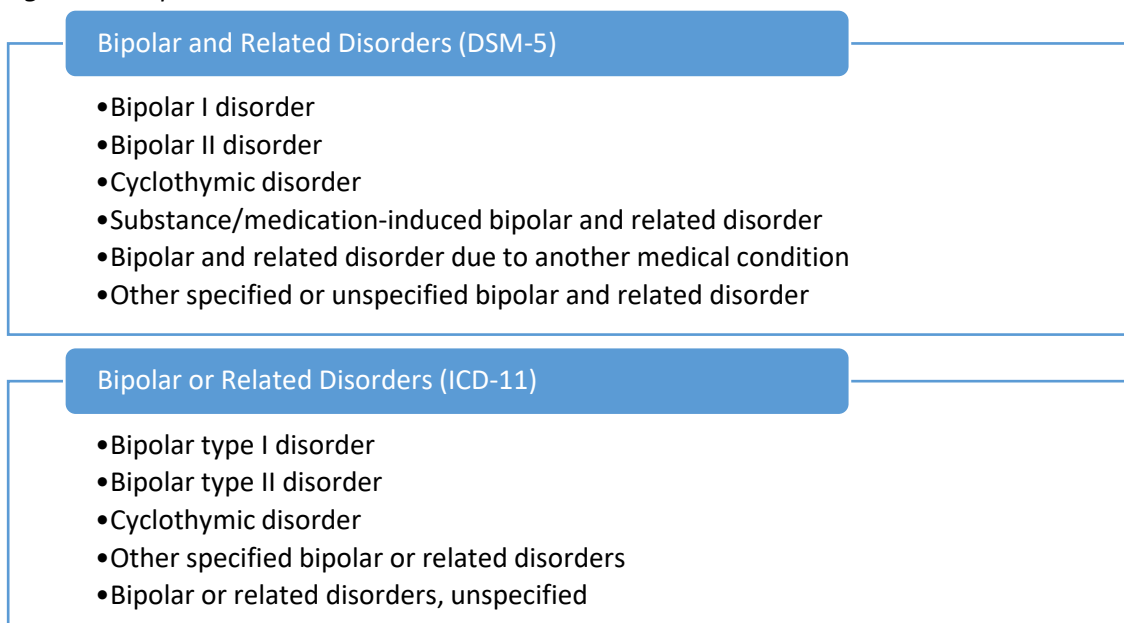 Bipolar and Related Disorders (DSM-5)
•Bipolar I disorder
•Bipolar II disorder
•Cyclothymic disorder
•Substance/medication-induced bipolar and related disorder
•Bipolar and related disorder due to another medical condition
•Other specified or unspecified bipolar and related disorder
Bipolar or Related Disorders (ICD-11)
•Bipolar type I disorder
•Bipolar type II disorder
•Cyclothymic disorder
•Other specified bipolar or related disorders
•Bipolar or related disorders, unspecified